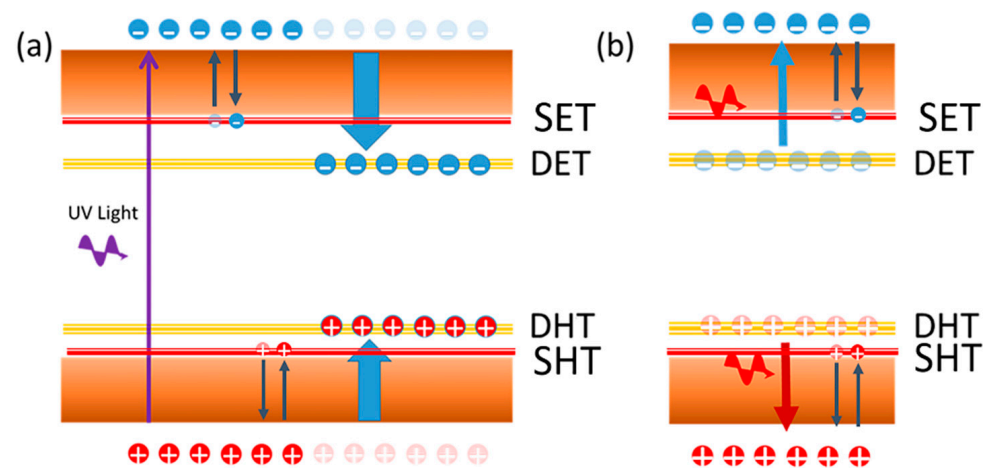 (a)
SET
DET
UV Light
DHT
SHT
(b)
SET
DET
DHT
SHT